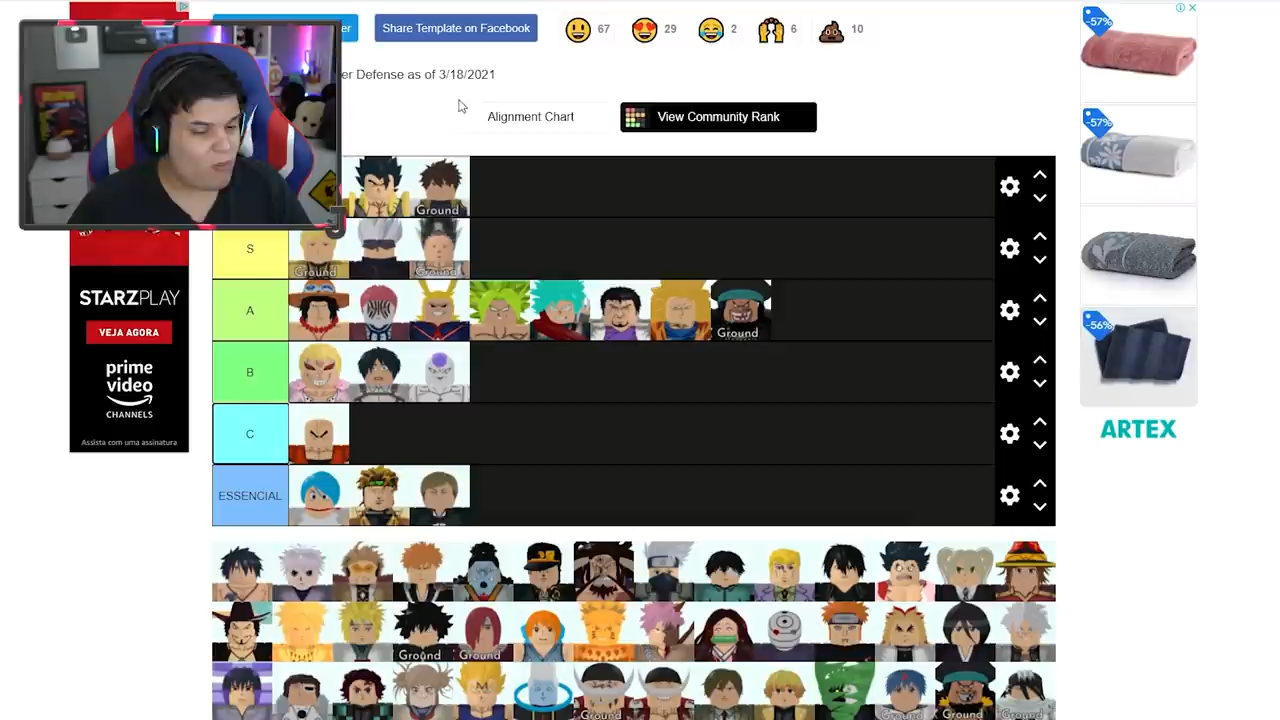 er
Share Template on Facebook
67
29
2
6
10
er Defense as of 3/18/2021
Alignment Chart
View Community Rank
Ground
S
Ground
Ground
A
Ground
B
C
ESSENCIAL
Ground
Ground
Ground
Ground
Ground
Ground
STARZPLAY
VEJA AGORA
prime video
CHANNELS
Assista com uma assinatura
-57%
-57%
-56%
ARTEX